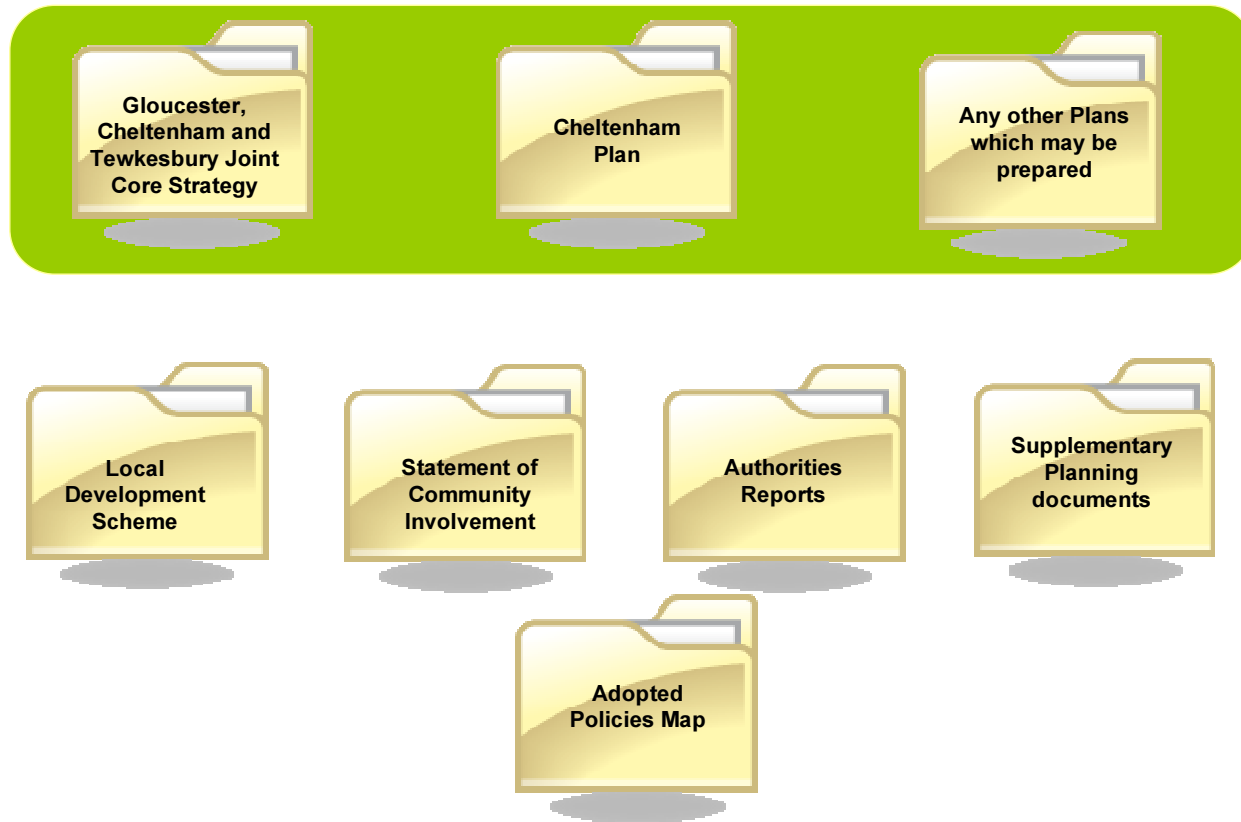 Gloucester,
Cheltenham and
Tewkesbury Joint
Core Strategy
Cheltenham
Plan
Any other Plans
which may be
prepared
Local
Development
Scheme
Statement of
Community
Involvement
Authorities
Reports
Supplementary
Planning
documents
Adopted
Policies Map